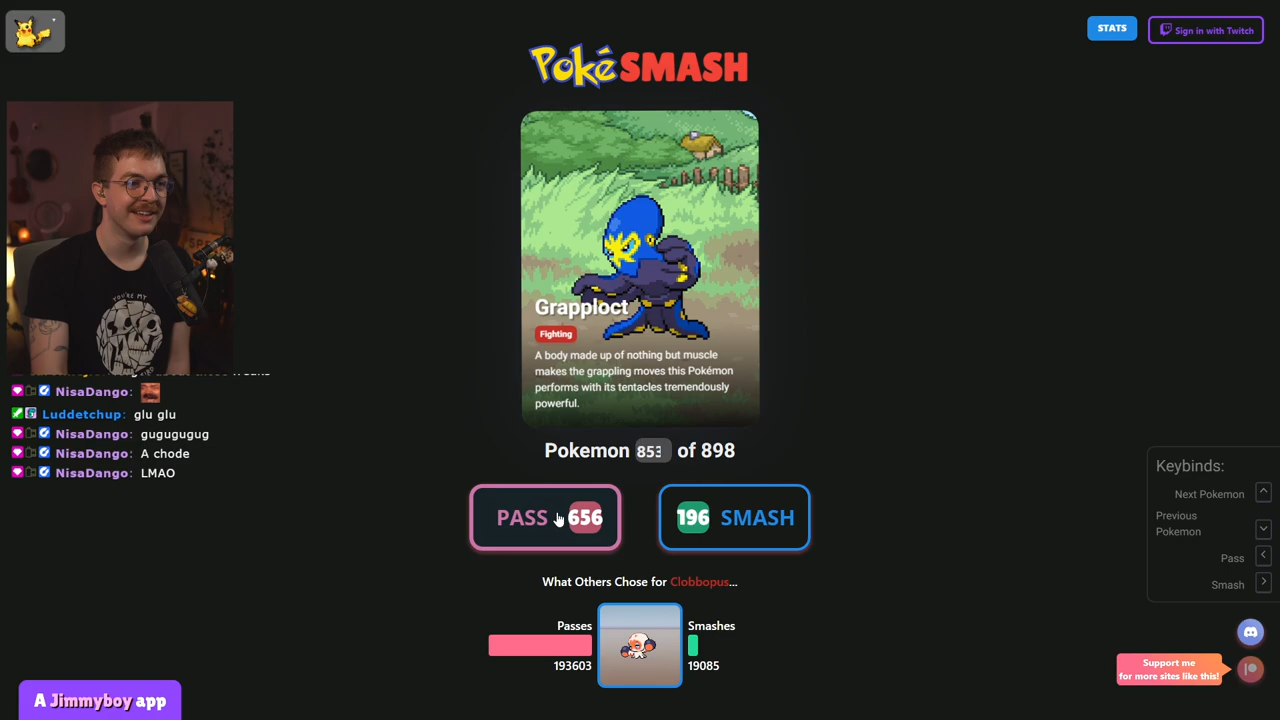 STATS
Sign in with Twitch
Poké SMASH
Grapploct
Fighting
A body made up of nothing but muscle
makes the grappling moves this Pokémon
performs with its tentacles tremendously
powerful.
NisaDango:
Luddetchup: glu glu
NisaDango: gugugugug
NisaDango: A chode
NisaDango: LMAO
Pokemon 853 of 898
PASS 656
196 SMASH
What Others Chose for Clobbopus...
Passes
193603
Smashes
19085
Keybinds:
Next Pokemon
Previous
Pokemon
Pass
Smash
Support me
for more sites like this!
A Jimmyboy app